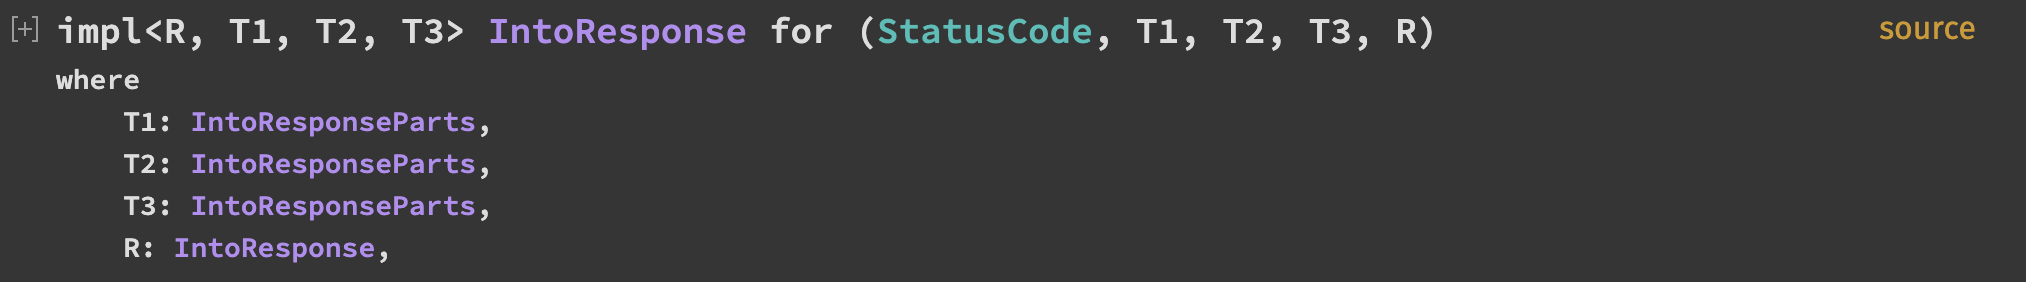 [+] impl<R, T1, T2, T3> IntoResponse for (StatusCode, T1, T2, T3, R) source
where
T1: IntoResponseParts,
T2: IntoResponseParts,
T3: IntoResponseParts,
R: IntoResponse,